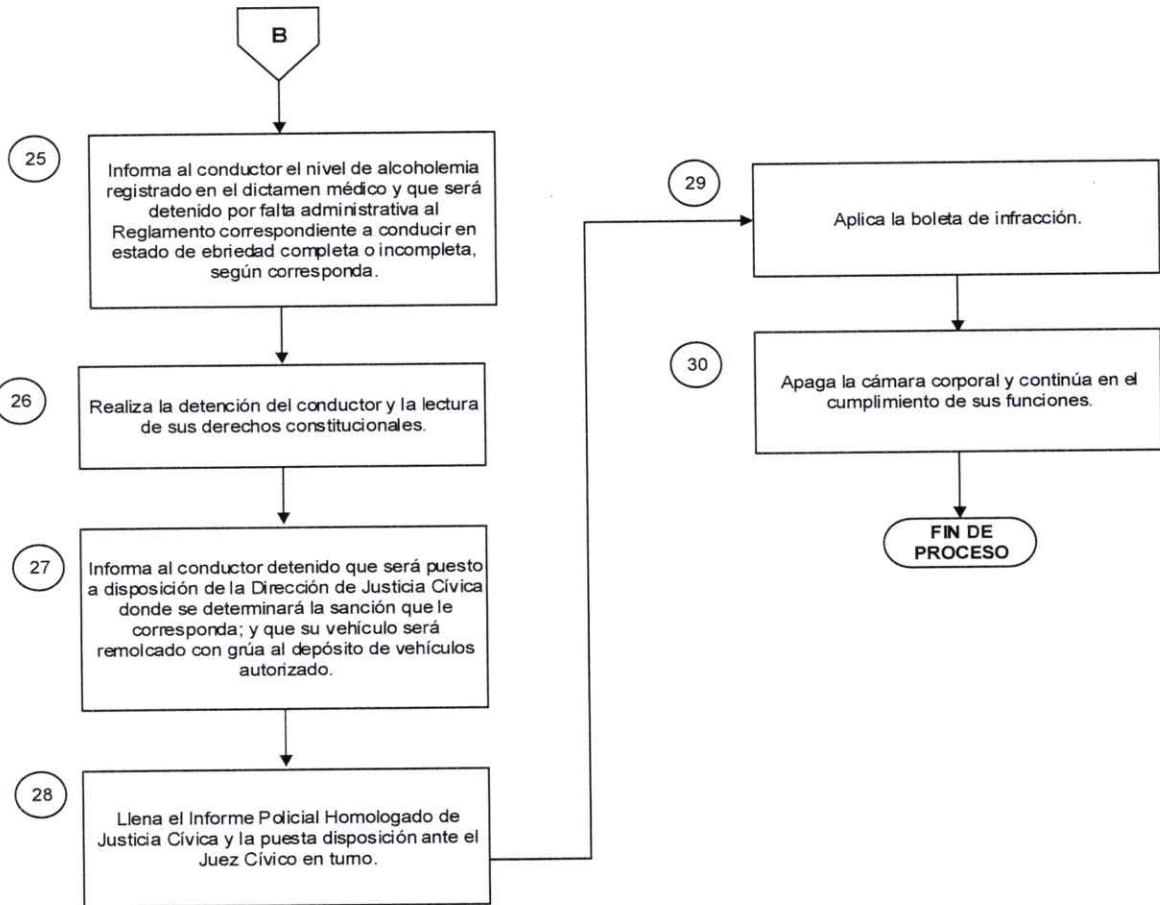 B
25
Informa al conductor el nivel de alcoholemia
registrado en el dictamen médico y que será
detenido por falta administrativa al
Reglamento correspondiente a conducir en
estado de ebriedad completa o incompleta,
según corresponda.
26
Realiza la detención del conductor y la lectura
de sus derechos constitucionales.
27
Informa al conductor detenido que será puesto
a disposición de la Dirección de Justicia Cívica
donde se determinará la sanción que le
corresponda; y que su vehículo será
remolcado con grúa al depósito de vehículos
autorizado.
28
Llena el Informe Policial Homologado de
Justicia Cívica y la puesta disposición ante el
Juez Cívico en turno.
29
Aplica la boleta de infracción.
30
Apaga la cámara corporal y continúa en el
cumplimiento de sus funciones.
FIN DE
PROCESO